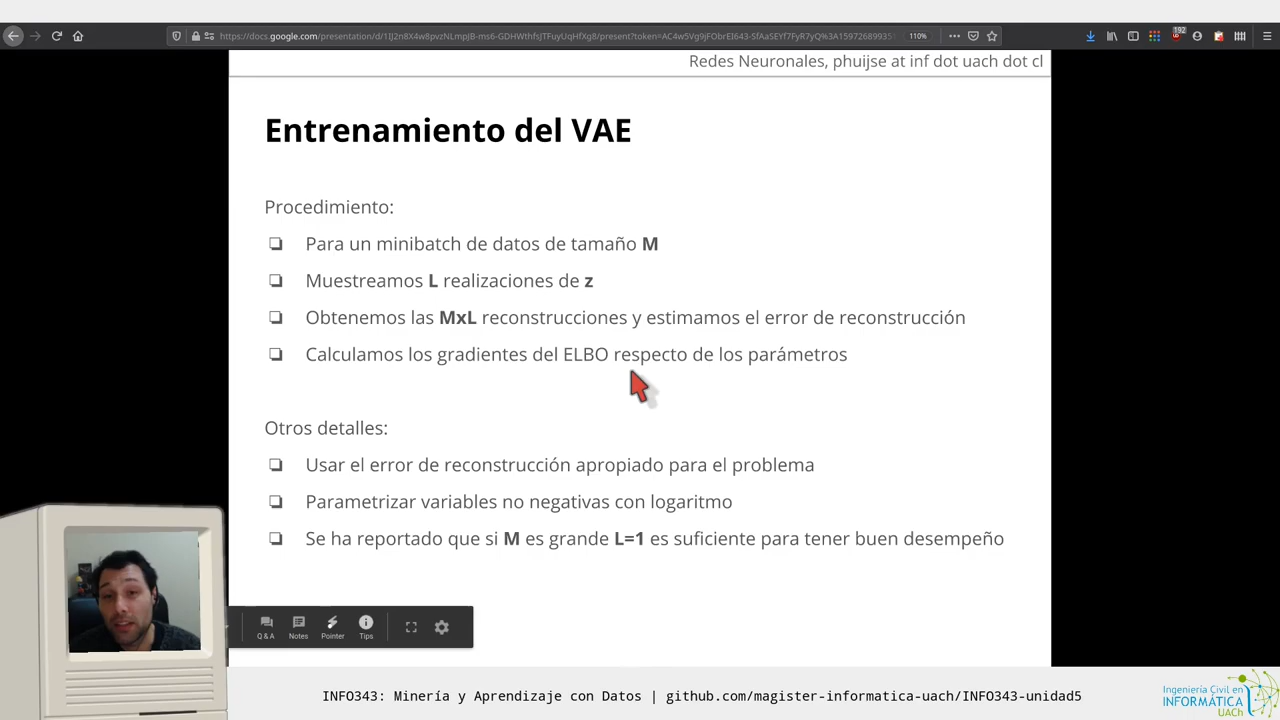 110%
192
Redes Neuronales, phuijse at inf dot uach dot cl
Entrenamiento del VAE
Procedimiento:
Para un minibatch de datos de tamaño M
Muestreamos L realizaciones de z
Obtenemos las MxL reconstrucciones y estimamos el error de reconstrucción
Calculamos los gradientes del ELBO respecto de los parámetros
Otros detalles:
Usar el error de reconstrucción apropiado para el problema
Parametrizar variables no negativas con logaritmo
Se ha reportado que si M es grande L=1 es suficiente para tener buen desempeño
Q & A Notes Pointer Tips
INFO343: Minería y Aprendizaje con Datos | github.com/magister-informatica-uach/INFO343-unidad5
Ingeniería Civil en
INFORMÁTICA
UACh